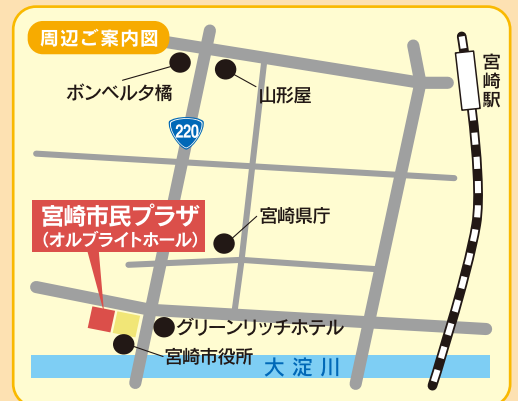 周辺ご案内図
ボンベルタ橘
山形屋
宮崎駅
220
宮崎市民プラザ
(オルブライトホール)
宮崎県庁
グリーンリッチホテル
宮崎市役所
大淀川